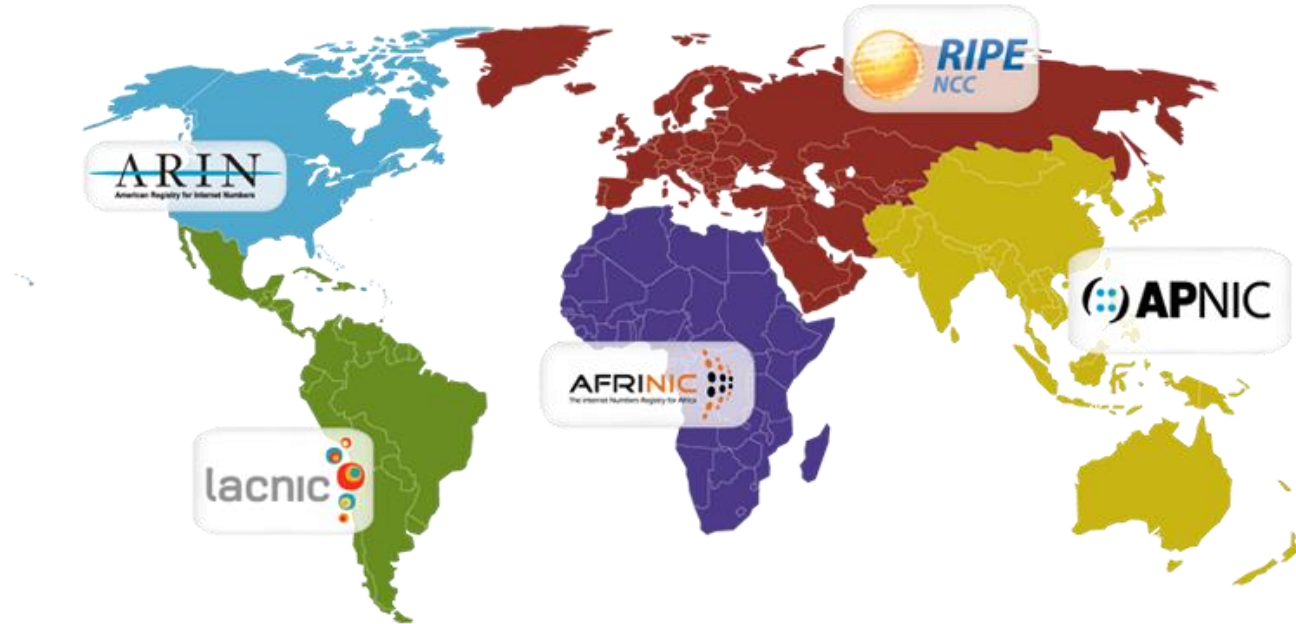 RIPE
NCC
ARIN
American Registry for Internet Numbers
APNIC
AFRINIC
The Internet Numbers Registry for Africa
lacnic